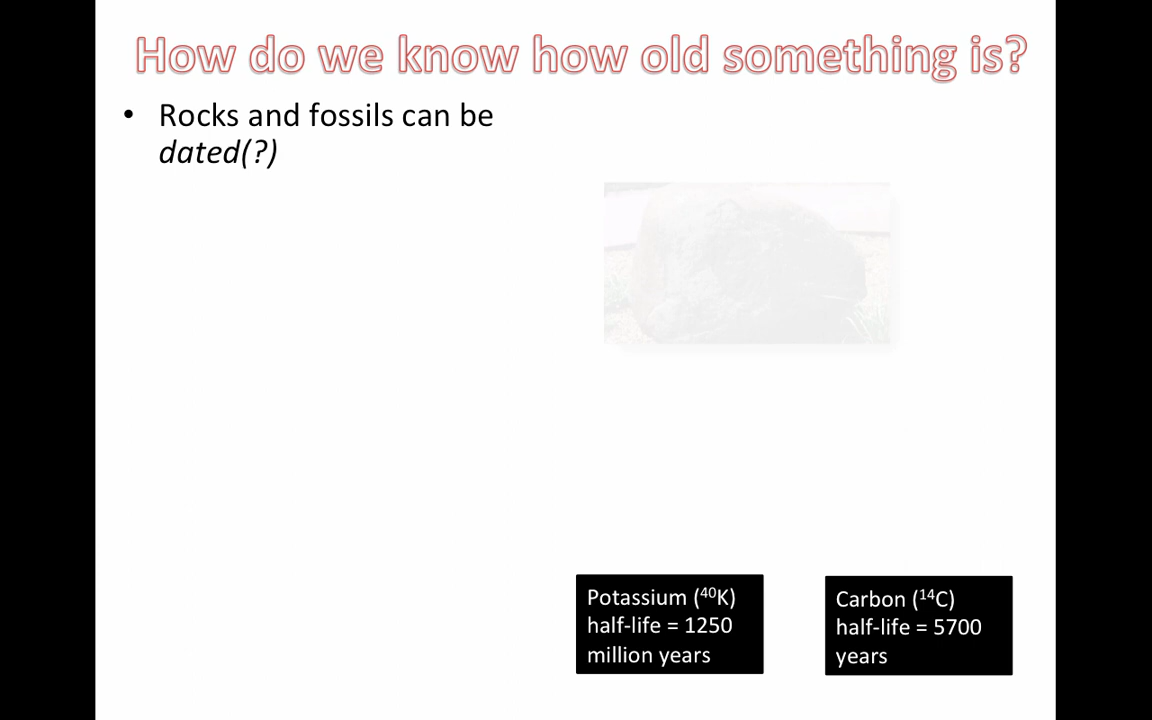 How do we know how old something is?
• Rocks and fossils can be
dated(?)
Potassium (⁴⁰K)
half-life = 1250
million years
Carbon (¹⁴C)
half-life = 5700
years